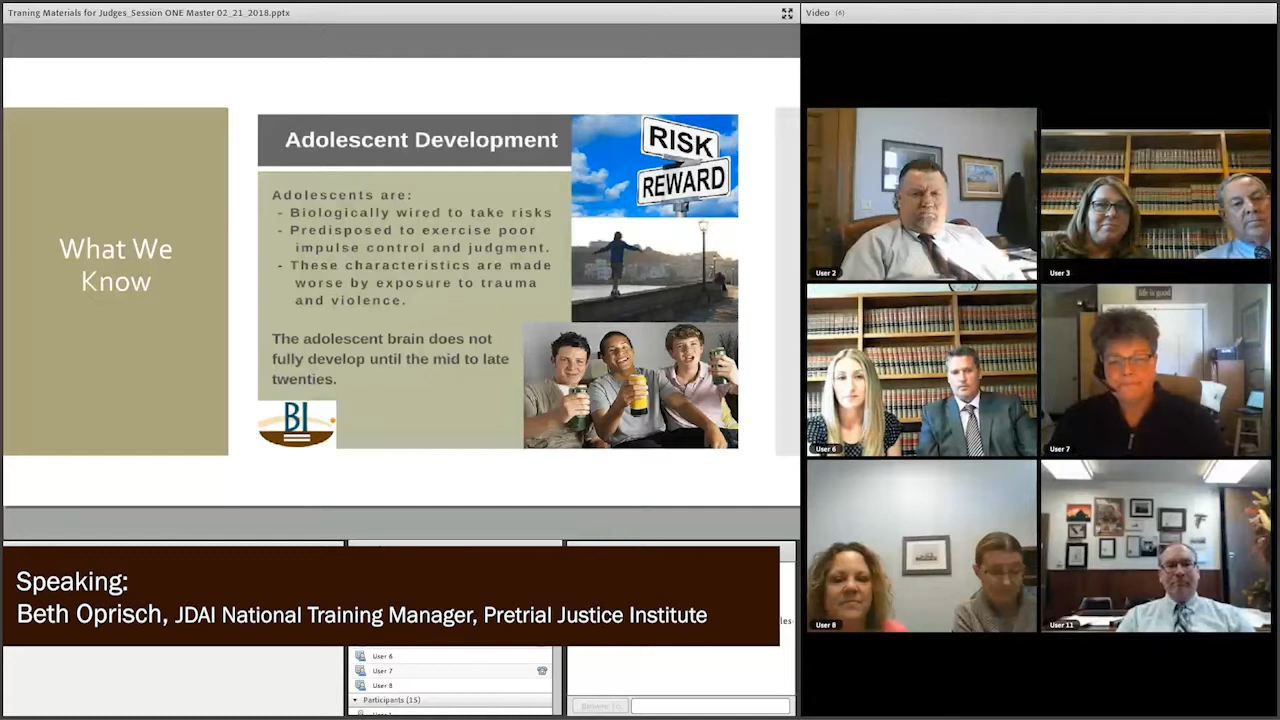 Traning Materials for Judges_Session ONE Master 02_21_2018.pptx
Video (6)
What We
Know
Adolescent Development
RISK
REWARD
Adolescents are:
- Biologically wired to take risks
- Predisposed to exercise poor
impulse control and judgment.
- These characteristics are made
worse by exposure to trauma
and violence.
The adolescent brain does not
fully develop until the mid to late
twenties.
BI
User 2
User 3
life is good
User 6
User 7
User 8
User 11
Speaking:
Beth Oprisch, JDAI National Training Manager, Pretrial Justice Institute
User 6
User 7
User 8
Participants (15)